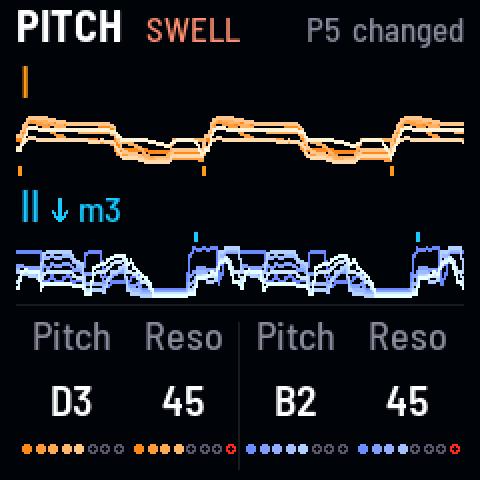 PITCH SWELL P5 changed
I
II ↓ m3
Pitch Reso Pitch Reso
D3 45 B2 45